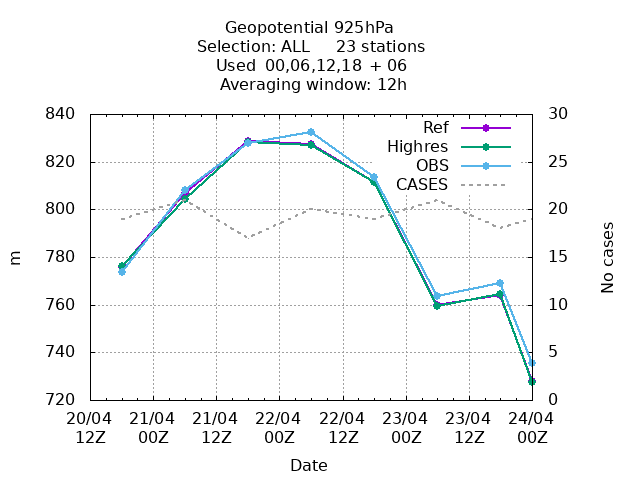 Geopotential 925hPa
Selection: ALL 23 stations
Used 00,06,12,18 + 06
Averaging window: 12h
840
820
800
780
760
740
720
m
30
25
20
15
10
5
0
No cases
Ref
Highres
OBS
CASES
20/04 21/04 21/04 22/04 22/04 23/04 23/04 24/04
12Z 00Z 12Z 00Z 12Z 00Z 12Z 00Z
Date